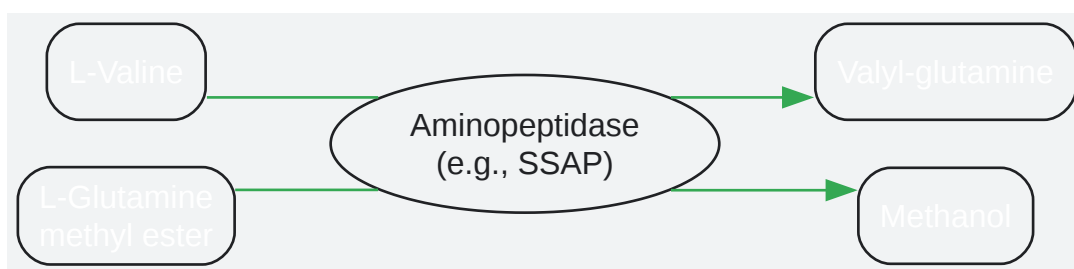 L-Valine
Valyl-glutamine
Aminopeptidase
(e.g., SSAP)
L-Glutamine
methyl ester
Methanol